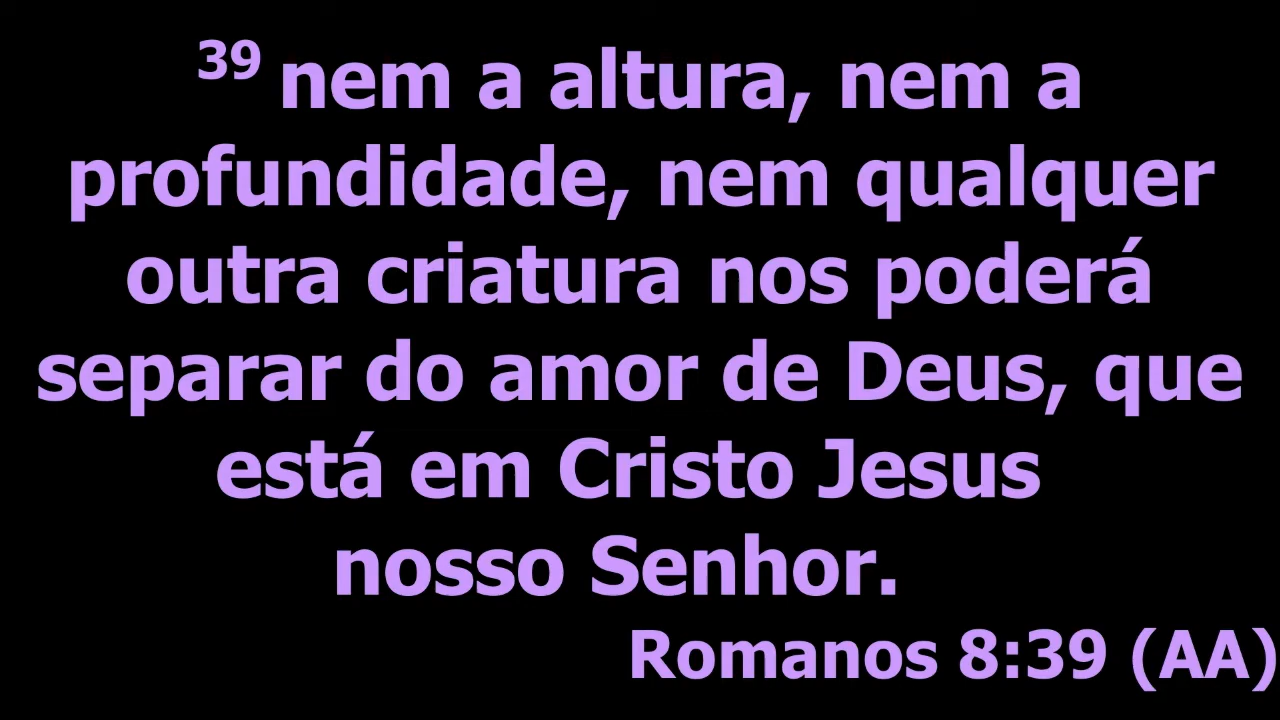 39 nem a altura, nem a
profundidade, nem qualquer
outra criatura nos poderá
separar do amor de Deus, que
está em Cristo Jesus
nosso Senhor.
Romanos 8:39 (AA)